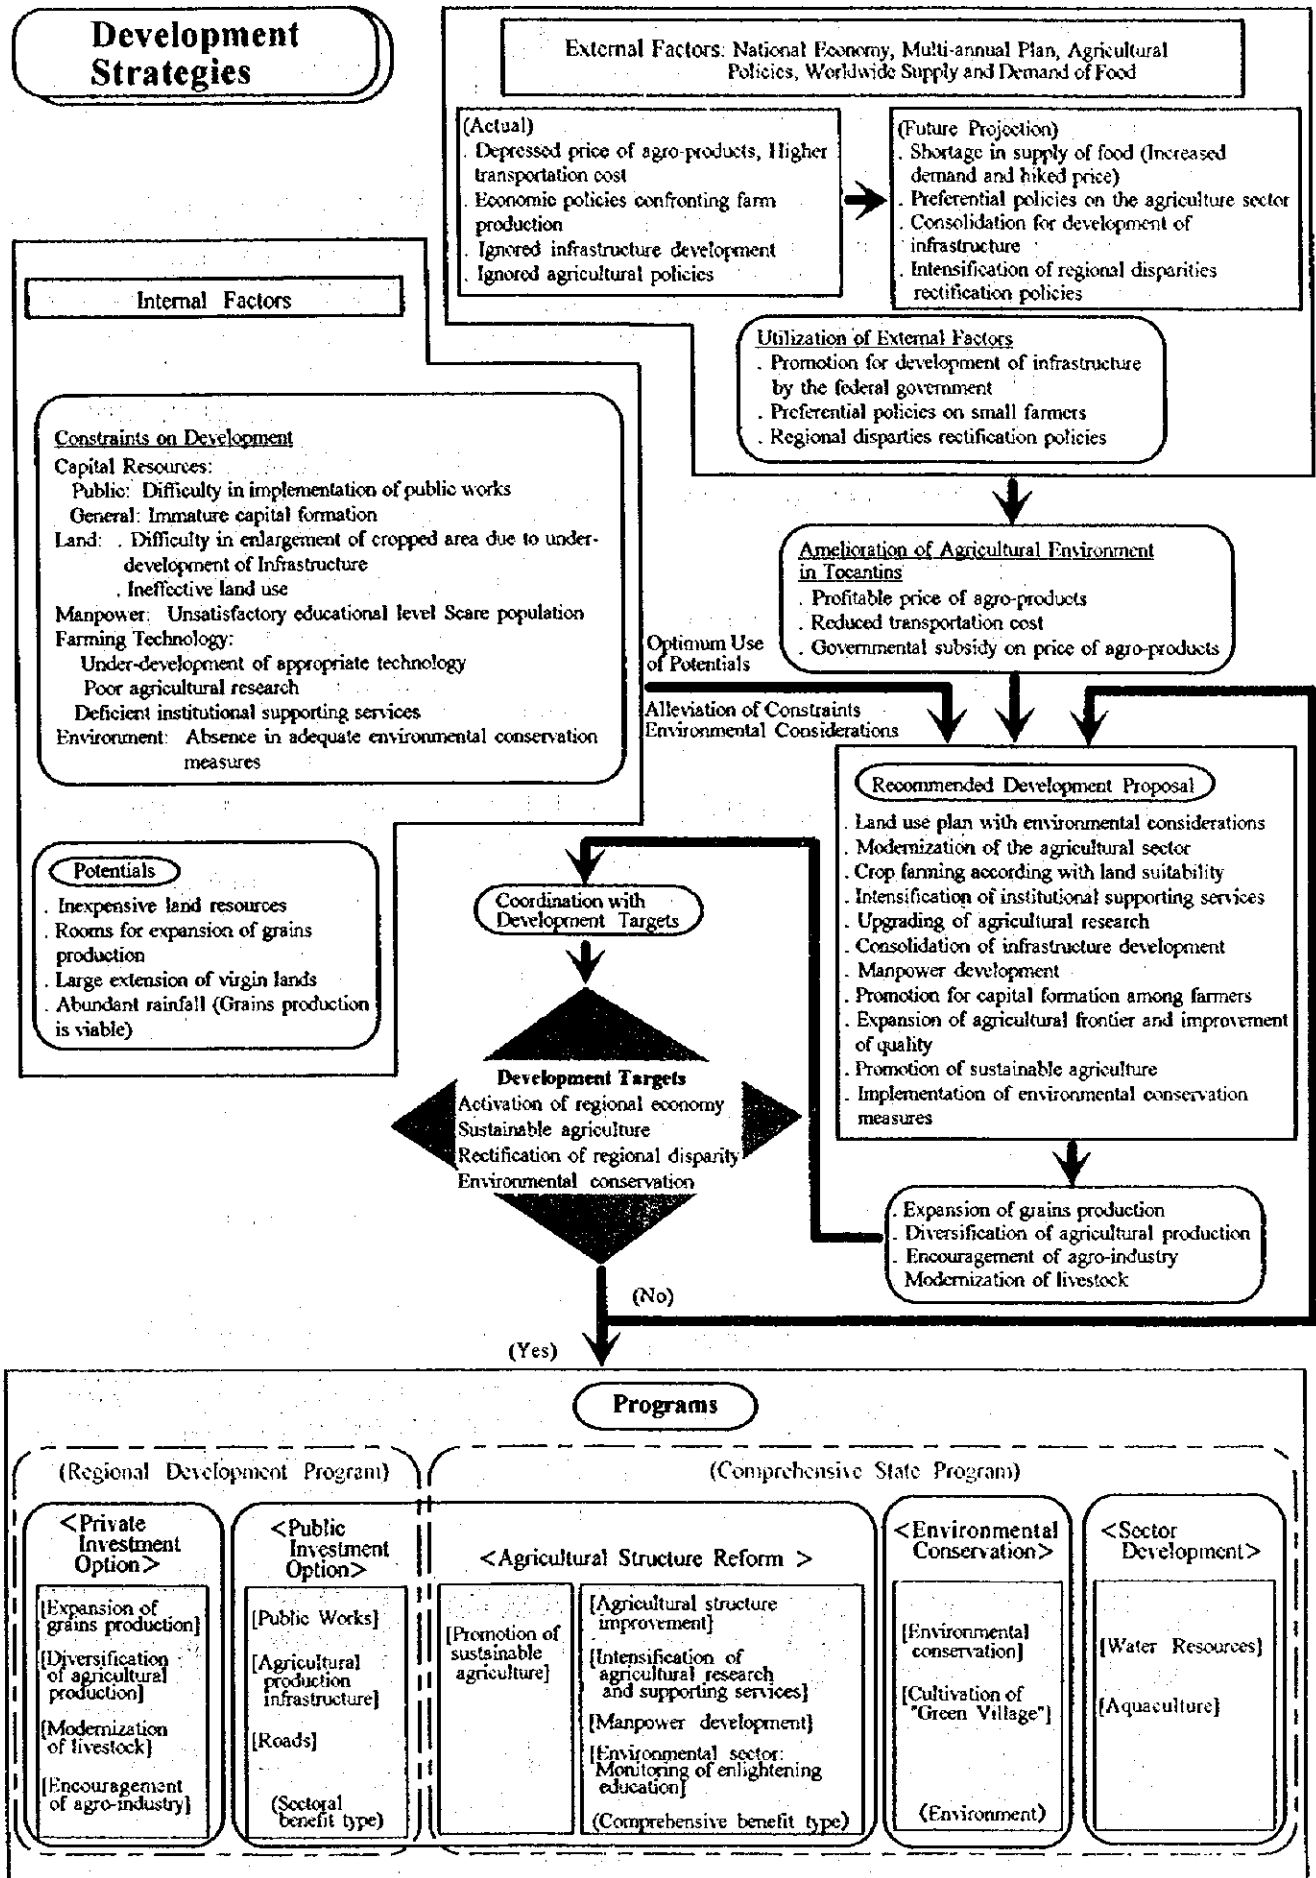 Development
Strategies
External Factors: National Economy, Multi-annual Plan, Agricultural
Policies, Worldwide Supply and Demand of Food
(Actual)
. Depressed price of agro-products, Higher
transportation cost
. Economic policies confronting farm
production
. Ignored infrastructure development
. Ignored agricultural policies
(Future Projection)
. Shortage in supply of food (Increased
demand and hiked price)
. Preferential policies on the agriculture sector
. Consolidation for development of
infrastructure
. Intensification of regional disparities
rectification policies
Utilization of External Factors
. Promotion for development of infrastructure
by the federal government
. Preferential policies on small farmers
. Regional disparties rectification policies
Internal Factors
Constraints on Development
Capital Resources:
Public: Difficulty in implementation of public works
General: Immature capital formation
Land: . Difficulty in enlargement of cropped area due to under-
development of Infrastructure
. Ineffective land use
Manpower: Unsatisfactory educational level Scare population
Farming Technology:
Under-development of appropriate technology
Poor agricultural research
Deficient institutional supporting services
Environment: Absence in adequate environmental conservation
measures
Potentials
. Inexpensive land resources
. Rooms for expansion of grains
production
. Large extension of virgin lands
. Abundant rainfall (Grains production
is viable)
Amelioration of Agricultural Environment
in Tocantins
. Profitable price of agro-products
. Reduced transportation cost
. Governmental subsidy on price of agro-products
Optimum Use
of Potentials
Alleviation of Constraints
Environmental Considerations
Recommended Development Proposal
. Land use plan with environmental considerations
. Modernization of the agricultural sector
. Crop farming according with land suitability
. Intensification of institutional supporting services
. Upgrading of agricultural research
. Consolidation of infrastructure development
. Manpower development
. Promotion for capital formation among farmers
. Expansion of agricultural frontier and improvement
of quality
. Promotion of sustainable agriculture
. Implementation of environmental conservation
measures
. Expansion of grains production
. Diversification of agricultural production
. Encouragement of agro-industry
Modernization of livestock
Coordination with
Development Targets
Development Targets
Activation of regional economy
Sustainable agriculture
Rectification of regional disparity
Environmental conservation
(No)
(Yes)
Programs
(Regional Development Program)
<Private
Investment
Option>
[Expansion of
grains production]
[Diversification
of agricultural
production]
[Modernization
of livestock]
[Encouragement
of agro-industry]
<Public
Investment
Option>
[Public Works]
[Agricultural
production
infrastructure]
[Roads]
(Sectoral
benefit type)
(Comprehensive State Program)
<Agricultural Structure Reform >
[Promotion of
sustainable
agriculture]
[Agricultural structure
improvement]
[Intensification of
agricultural research
and supporting services]
[Manpower development]
[Environmental sector:
Monitoring of enlightening
education]
(Comprehensive benefit type)
<Environmental
Conservation>
[Environmental
conservation]
[Cultivation of
"Green Village"]
(Environment)
<Sector
Development>
[Water Resources]
[Aquaculture]